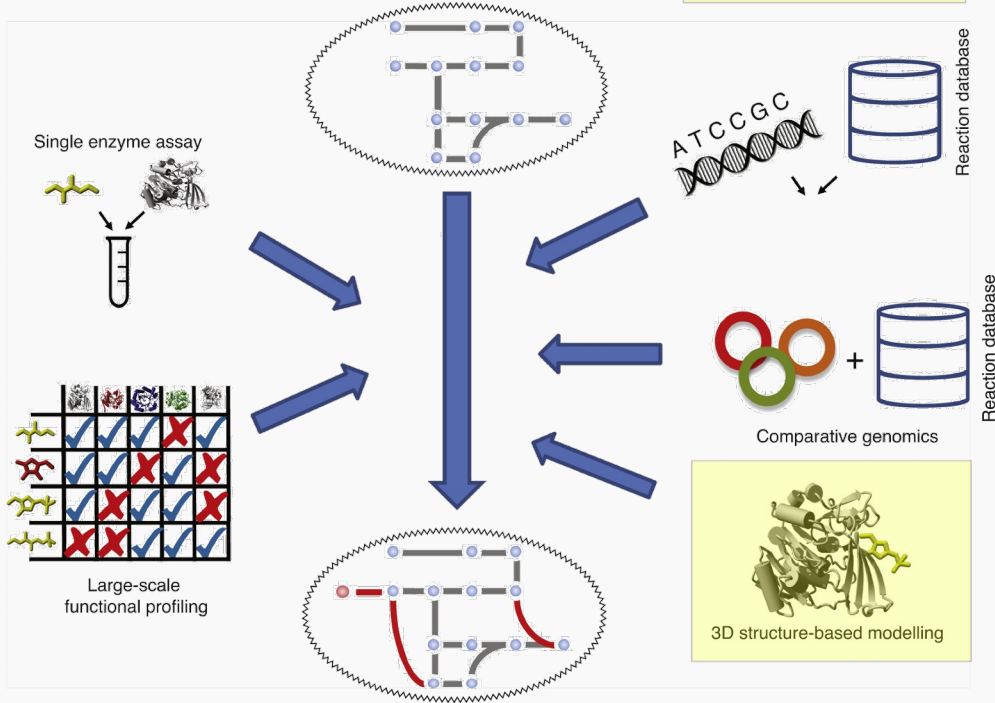 Single enzyme assay
ATCCGC
Reaction database
Reaction database
+
Comparative genomics
Large-scale
functional profiling
3D structure-based modelling